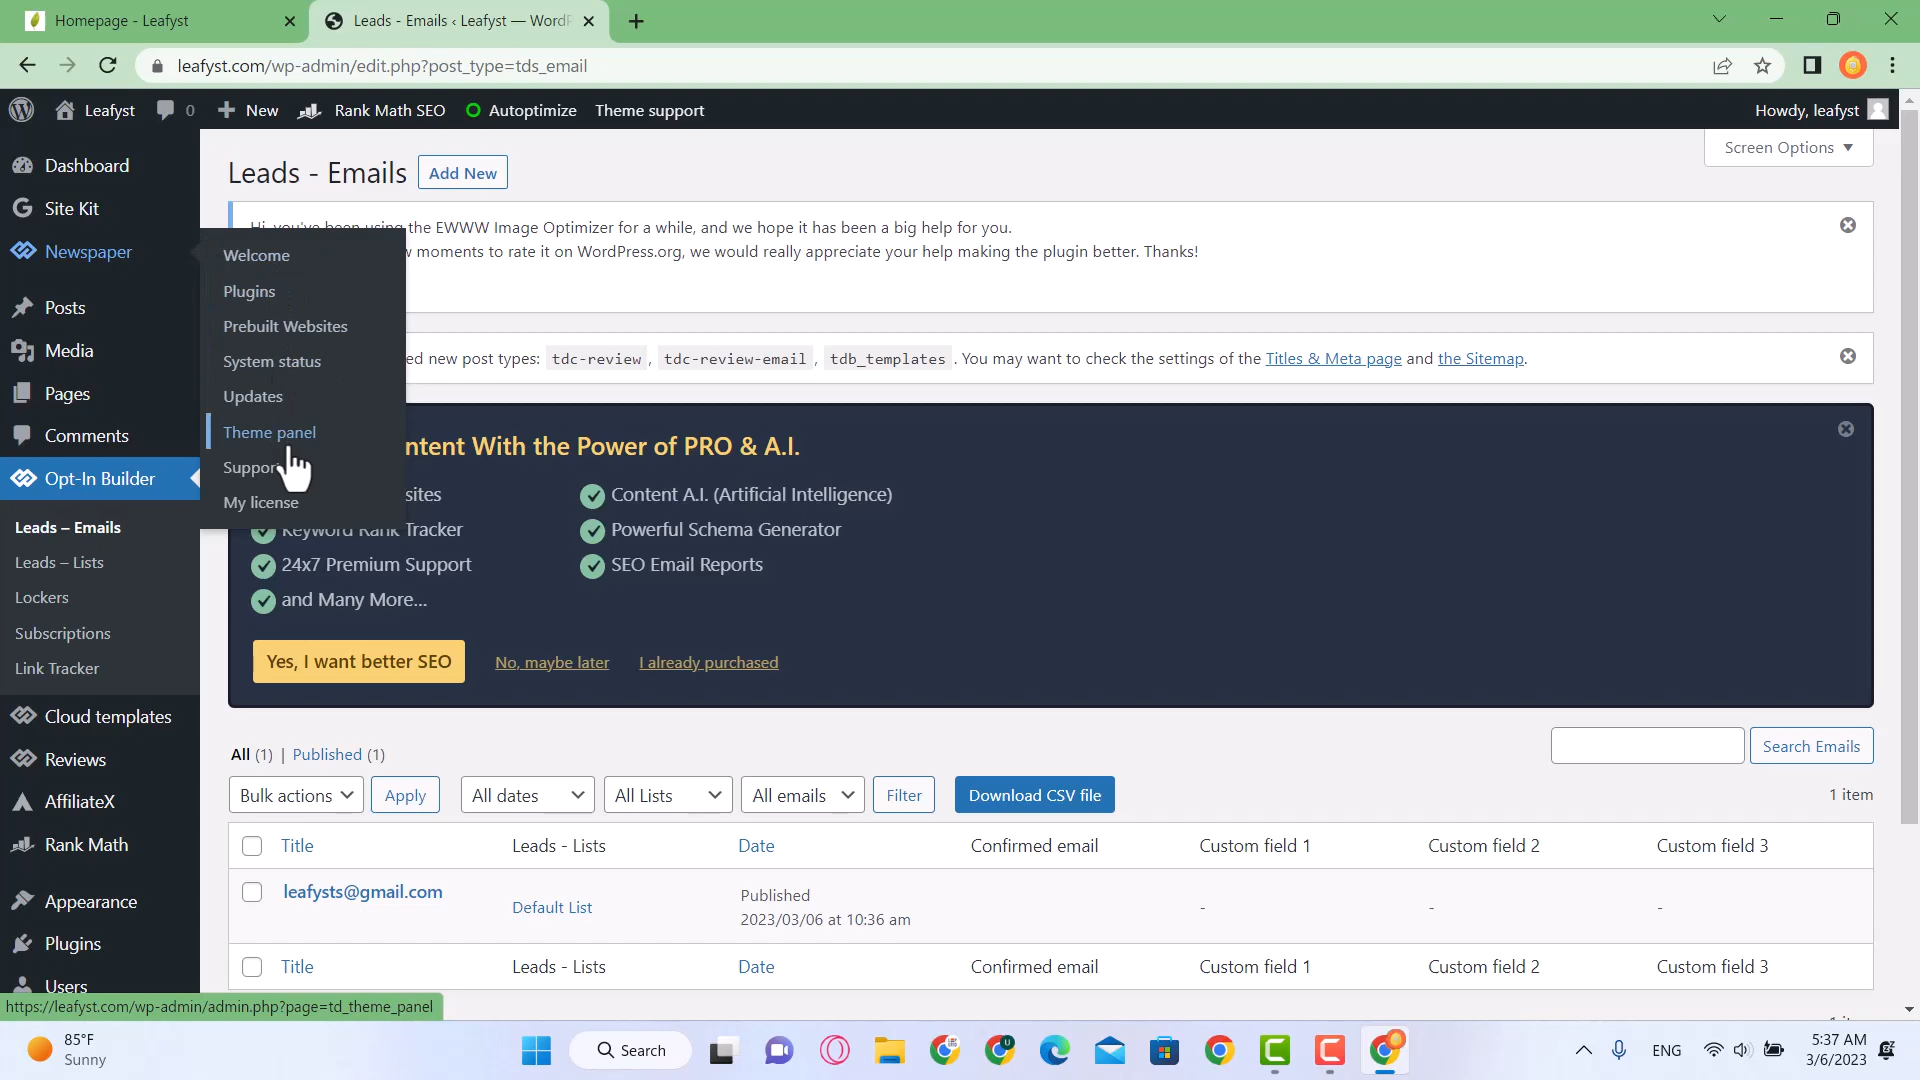 Homepage - Leafyst
Leads - Emails ‹ Leafyst — WordP
leafyst.com/wp-admin/edit.php?post_type=tds_email
Leafyst
0
New
Rank Math SEO
Autoptimize
Theme support
Howdy, leafyst
Dashboard
Site Kit
Newspaper
Posts
Media
Pages
Comments
Opt-In Builder
Leads – Emails
Leads – Lists
Lockers
Subscriptions
Link Tracker
Cloud templates
Reviews
AffiliateX
Rank Math
Appearance
Plugins
Users
Welcome
Plugins
Prebuilt Websites
System status
Updates
Theme panel
Support
My license
Screen Options
Leads - Emails
Add New
Hi, you've been using the EWWW Image Optimizer for a while, and we hope it has been a big help for you.
moments to rate it on WordPress.org, we would really appreciate your help making the plugin better. Thanks!
ed new post types: tdc-review , tdc-review-email , tdb_templates . You may want to check the settings of the Titles & Meta page and the Sitemap.
ntent With the Power of PRO & A.I.
sites
Content A.I. (Artificial Intelligence)
Keyword Rank Tracker
Powerful Schema Generator
24x7 Premium Support
SEO Email Reports
and Many More...
Yes, I want better SEO
No, maybe later
I already purchased
All (1) | Published (1)
Search Emails
Bulk actions
Apply
All dates
All Lists
All emails
Filter
Download CSV file
1 item
Title
Leads - Lists
Date
Confirmed email
Custom field 1
Custom field 2
Custom field 3
leafysts@gmail.com
Default List
Published
2023/03/06 at 10:36 am
-
-
-
Title
Leads - Lists
Date
Confirmed email
Custom field 1
Custom field 2
Custom field 3
https://leafyst.com/wp-admin/admin.php?page=td_theme_panel
85°F
Sunny
Search
ENG
5:37 AM
3/6/2023